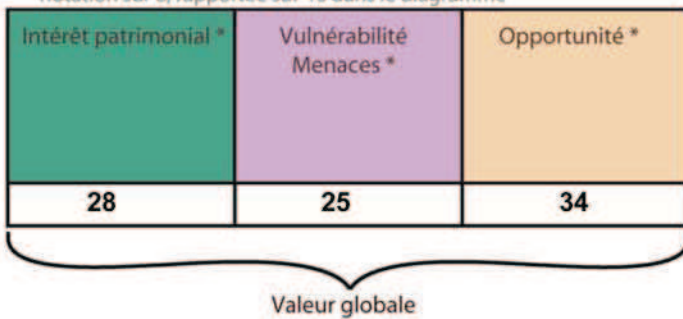 Intérêt patrimonial *
Vulnérabilité
Menaces *
Opportunité *
28
25
34
Valeur globale